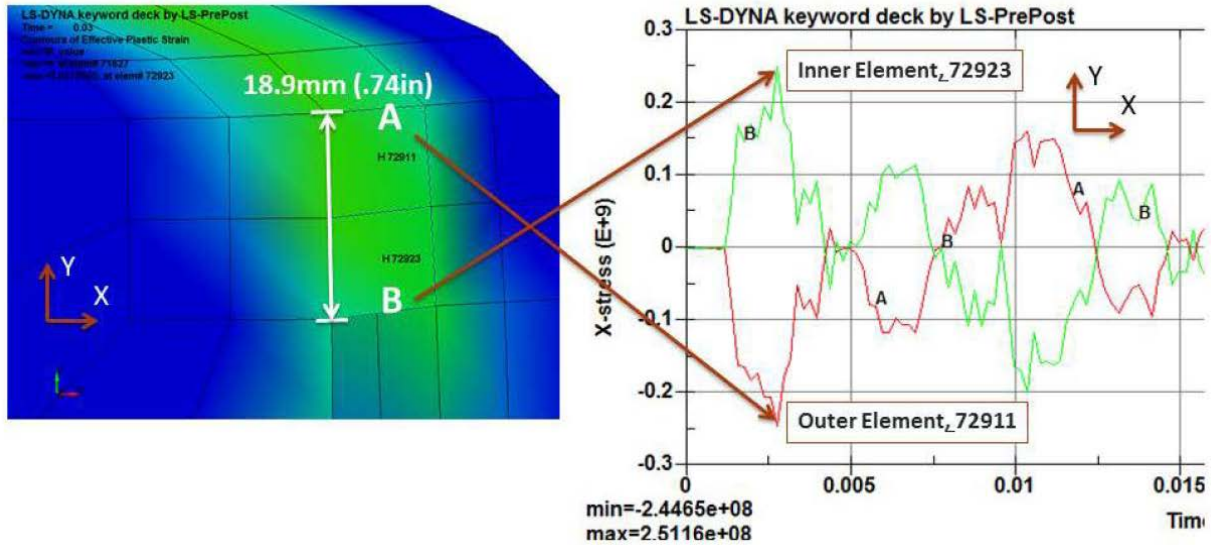 LS-DYNA keyword deck by LS-PrePost
Time = 0.03
Contours of Effective Plastic Strain
18.9mm (.74in)
A
H 72911
H 72923
B
Y
X
LS-DYNA keyword deck by LS-PrePost
X-stress (E+9)
0.3
0.2
0.1
0
-0.1
-0.2
-0.3
Inner Element, 72923
Y
X
B
A
B
B
A
Outer Element, 72911
0
0.005
0.01
0.015
min=-2.4465e+08
max=2.5116e+08